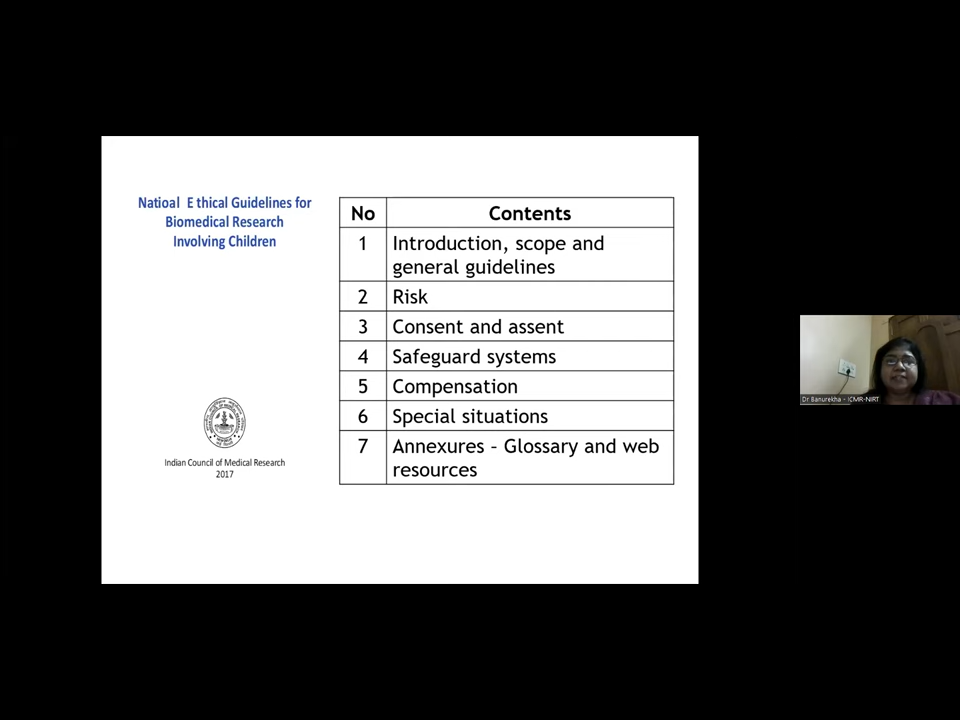 Natioal E thical Guidelines for
Biomedical Research
Involving Children
Indian Council of Medical Research
2017
No Contents
1 Introduction, scope and
general guidelines
2 Risk
3 Consent and assent
4 Safeguard systems
5 Compensation
6 Special situations
7 Annexures – Glossary and web
resources
Dr Banurekha - ICMR-NIRT